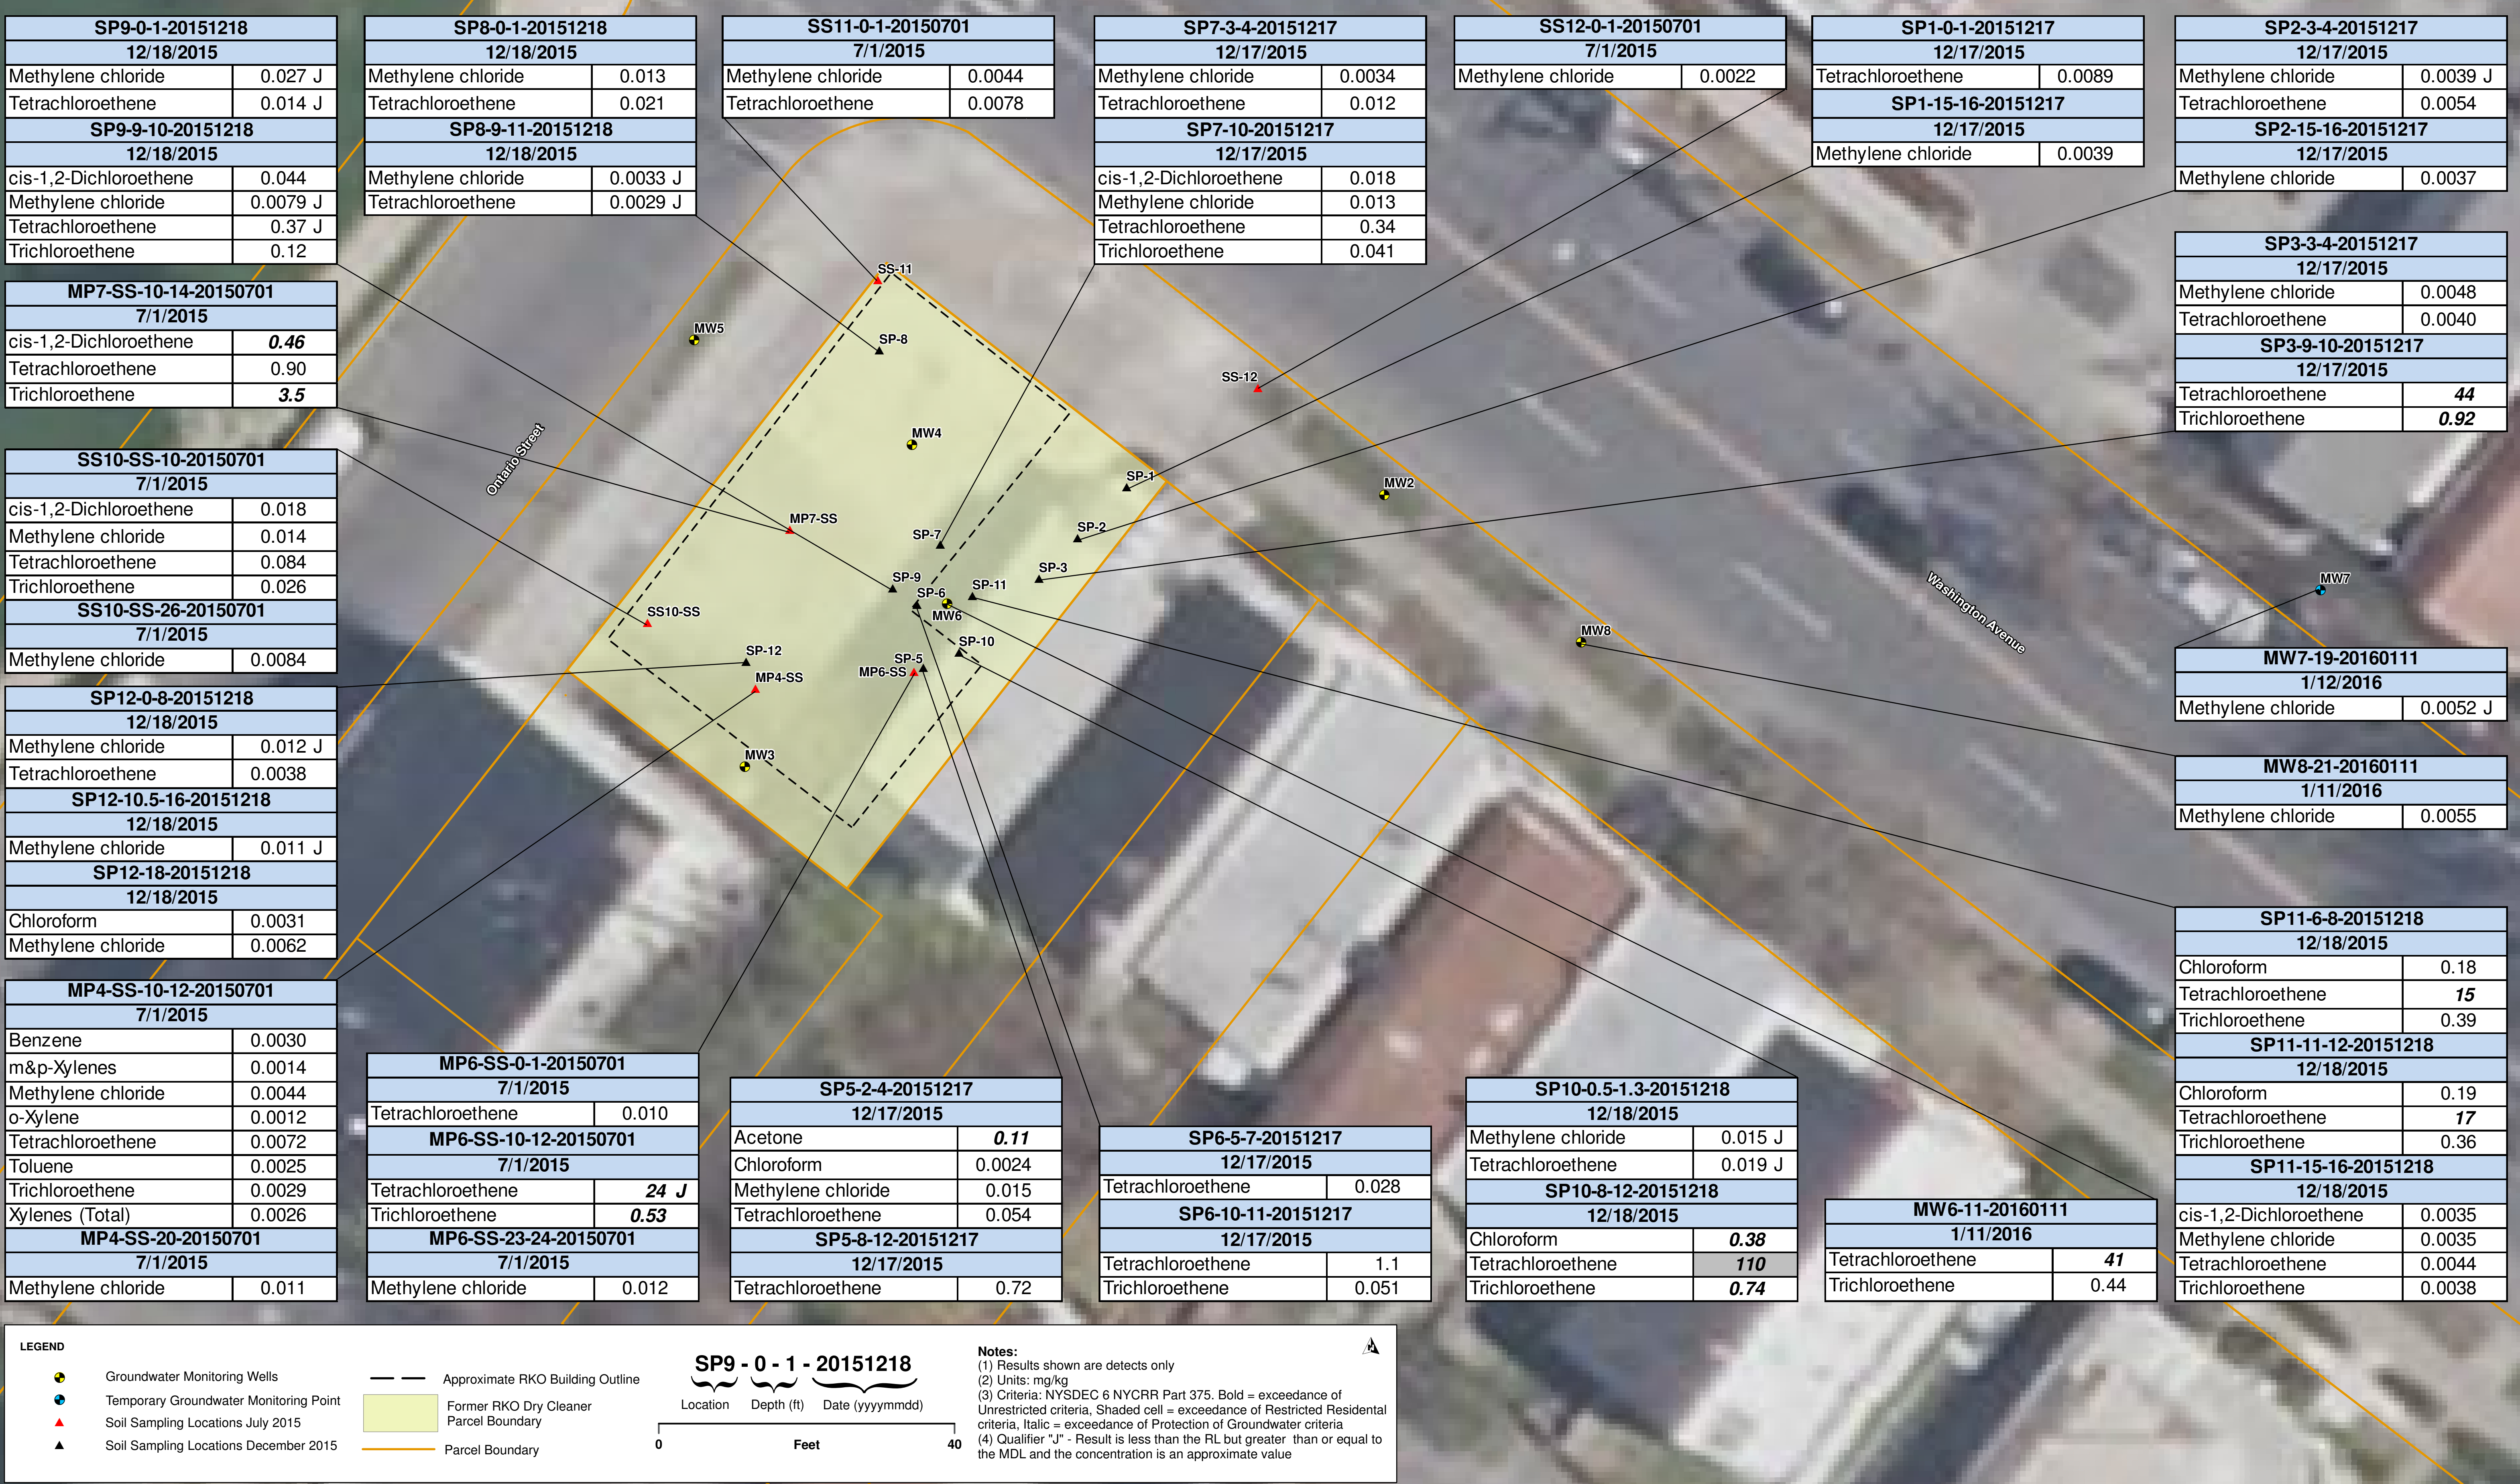 SP9-0-1-20151218
12/18/2015
Methylene chloride 0.027 J
Tetrachloroethene 0.014 J
SP9-9-10-20151218
12/18/2015
cis-1,2-Dichloroethene 0.044
Methylene chloride 0.0079 J
Tetrachloroethene 0.37 J
Trichloroethene 0.12
SP8-0-1-20151218
12/18/2015
Methylene chloride 0.013
Tetrachloroethene 0.021
SP8-9-11-20151218
12/18/2015
Methylene chloride 0.0033 J
Tetrachloroethene 0.0029 J
SS11-0-1-20150701
7/1/2015
Methylene chloride 0.0044
Tetrachloroethene 0.0078
SP7-3-4-20151217
12/17/2015
Methylene chloride 0.0034
Tetrachloroethene 0.012
SP7-10-20151217
12/17/2015
cis-1,2-Dichloroethene 0.018
Methylene chloride 0.013
Tetrachloroethene 0.34
Trichloroethene 0.041
SS12-0-1-20150701
7/1/2015
Methylene chloride 0.0022
SP1-0-1-20151217
12/17/2015
Tetrachloroethene 0.0089
SP1-15-16-20151217
12/17/2015
Methylene chloride 0.0039
SP2-3-4-20151217
12/17/2015
Methylene chloride 0.0039 J
Tetrachloroethene 0.0054
SP2-15-16-20151217
12/17/2015
Methylene chloride 0.0037
SP3-3-4-20151217
12/17/2015
Methylene chloride 0.0048
Tetrachloroethene 0.0040
SP3-9-10-20151217
12/17/2015
Tetrachloroethene 44
Trichloroethene 0.92
MP7-SS-10-14-20150701
7/1/2015
cis-1,2-Dichloroethene 0.46
Tetrachloroethene 0.90
Trichloroethene 3.5
SS10-SS-10-20150701
7/1/2015
cis-1,2-Dichloroethene 0.018
Methylene chloride 0.014
Tetrachloroethene 0.084
Trichloroethene 0.026
SS10-SS-26-20150701
7/1/2015
Methylene chloride 0.0084
SP12-0-8-20151218
12/18/2015
Methylene chloride 0.012 J
Tetrachloroethene 0.0038
SP12-10.5-16-20151218
12/18/2015
Methylene chloride 0.011 J
SP12-18-20151218
12/18/2015
Chloroform 0.0031
Methylene chloride 0.0062
MP4-SS-10-12-20150701
7/1/2015
Benzene 0.0030
m&p-Xylenes 0.0014
Methylene chloride 0.0044
o-Xylene 0.0012
Tetrachloroethene 0.0072
Toluene 0.0025
Trichloroethene 0.0029
Xylenes (Total) 0.0026
MP4-SS-20-20150701
7/1/2015
Methylene chloride 0.011
SS-11
MW5
SP-8
SS-12
MW4
Ontario Street
SP-1
MW2
MP7-SS
SP-2
SP-7
SP-3
SP-9
SP-11
SP-6
MW6
SS10-SS
SP-10
SP-12
SP-5
MP6-SS
MP4-SS
MW3
MW8
Washington Avenue
MW7
MW7-19-20160111
1/12/2016
Methylene chloride 0.0052 J
MW8-21-20160111
1/11/2016
Methylene chloride 0.0055
SP11-6-8-20151218
12/18/2015
Chloroform 0.18
Tetrachloroethene 15
Trichloroethene 0.39
SP11-11-12-20151218
12/18/2015
Chloroform 0.19
Tetrachloroethene 17
Trichloroethene 0.36
SP11-15-16-20151218
12/18/2015
cis-1,2-Dichloroethene 0.0035
Methylene chloride 0.0035
Tetrachloroethene 0.0044
Trichloroethene 0.0038
MP6-SS-0-1-20150701
7/1/2015
Tetrachloroethene 0.010
MP6-SS-10-12-20150701
7/1/2015
Tetrachloroethene 24 J
Trichloroethene 0.53
MP6-SS-23-24-20150701
7/1/2015
Methylene chloride 0.012
SP5-2-4-20151217
12/17/2015
Acetone 0.11
Chloroform 0.0024
Methylene chloride 0.015
Tetrachloroethene 0.054
SP5-8-12-20151217
12/17/2015
Tetrachloroethene 0.72
SP6-5-7-20151217
12/17/2015
Tetrachloroethene 0.028
SP6-10-11-20151217
12/17/2015
Tetrachloroethene 1.1
Trichloroethene 0.051
SP10-0.5-1.3-20151218
12/18/2015
Methylene chloride 0.015 J
Tetrachloroethene 0.019 J
SP10-8-12-20151218
12/18/2015
Chloroform 0.38
Tetrachloroethene 110
Trichloroethene 0.74
MW6-11-20160111
1/11/2016
Tetrachloroethene 41
Trichloroethene 0.44
LEGEND
Groundwater Monitoring Wells
Temporary Groundwater Monitoring Point
Soil Sampling Locations July 2015
Soil Sampling Locations December 2015
Approximate RKO Building Outline
Former RKO Dry Cleaner
Parcel Boundary
Parcel Boundary
SP9 - 0 - 1 - 20151218
Location Depth (ft) Date (yyyymmdd)
0 Feet 40
Notes:
(1) Results shown are detects only
(2) Units: mg/kg
(3) Criteria: NYSDEC 6 NYCRR Part 375. Bold = exceedance of
Unrestricted criteria, Shaded cell = exceedance of Restricted Residental
criteria, Italic = exceedance of Protection of Groundwater criteria
(4) Qualifier "J" - Result is less than the RL but greater than or equal to
the MDL and the concentration is an approximate value